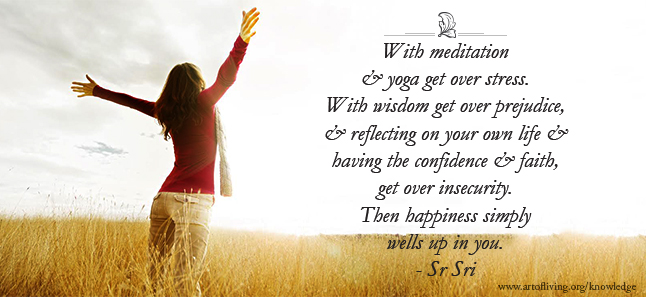 With meditation
& yoga get over stress.
With wisdom get over prejudice,
& reflecting on your own life &
having the confidence & faith,
get over insecurity.
Then happiness simply
wells up in you.
- Sr Sri
www.artofliving.org/knowledge